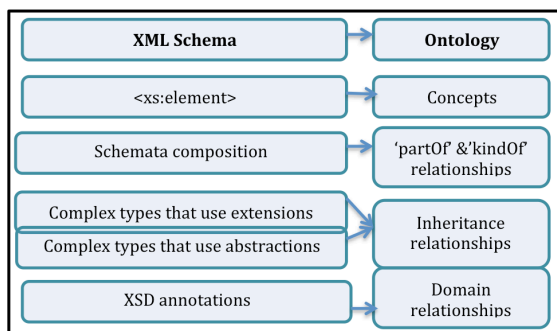 XML Schema
Ontology
<xs:element>
Concepts
Schemata composition
‘partOf’ &’kindOf’
relationships
Complex types that use extensions
Complex types that use abstractions
Inheritance
relationships
XSD annotations
Domain
relationships